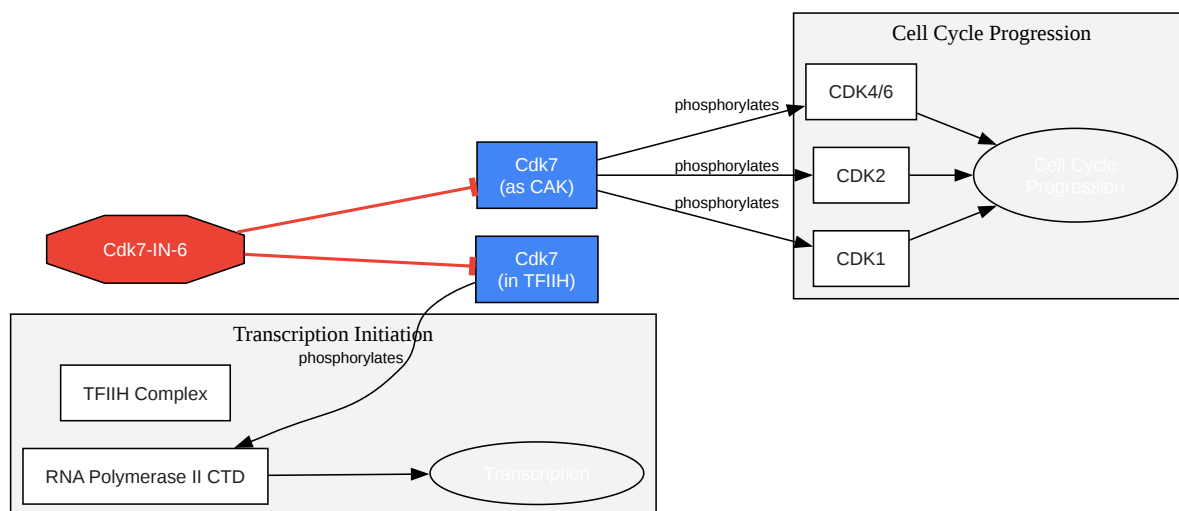 Cell Cycle Progression
CDK4/6
phosphorylates
Cdk7
(as CAK)
phosphorylates
CDK2
Cell Cycle
Progression
phosphorylates
Cdk7-IN-6
Cdk7
(in TFIIH)
CDK1
Transcription Initiation
phosphorylates
TFIIH Complex
RNA Polymerase II CTD
Transcription